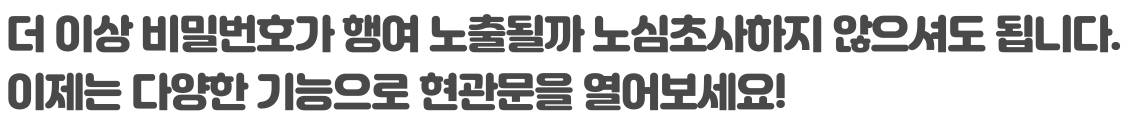 더 이상 비밀번호가 행여 노출될까 노심초사하지 않으셔도 됩니다.
이제는 다양한 기능으로 현관문을 열어보세요!